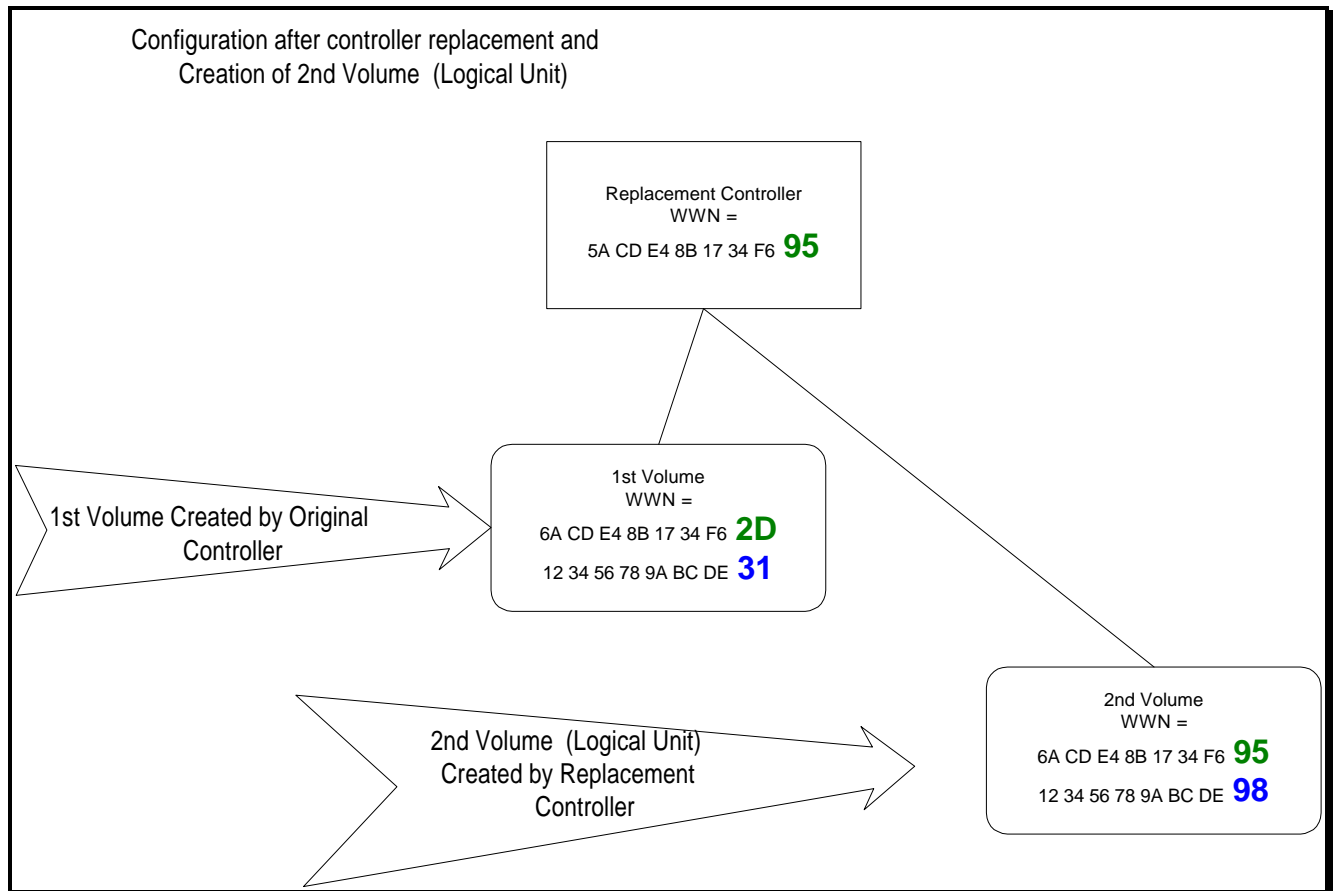 Configuration after controller replacement and
Creation of 2nd Volume (Logical Unit)
Replacement Controller
WWN =
5A CD E4 8B 17 34 F6 95
1st Volume Created by Original
Controller
1st Volume
WWN =
6A CD E4 8B 17 34 F6 2D
12 34 56 78 9A BC DE 31
2nd Volume (Logical Unit)
Created by Replacement
Controller
2nd Volume
WWN =
6A CD E4 8B 17 34 F6 95
12 34 56 78 9A BC DE 98